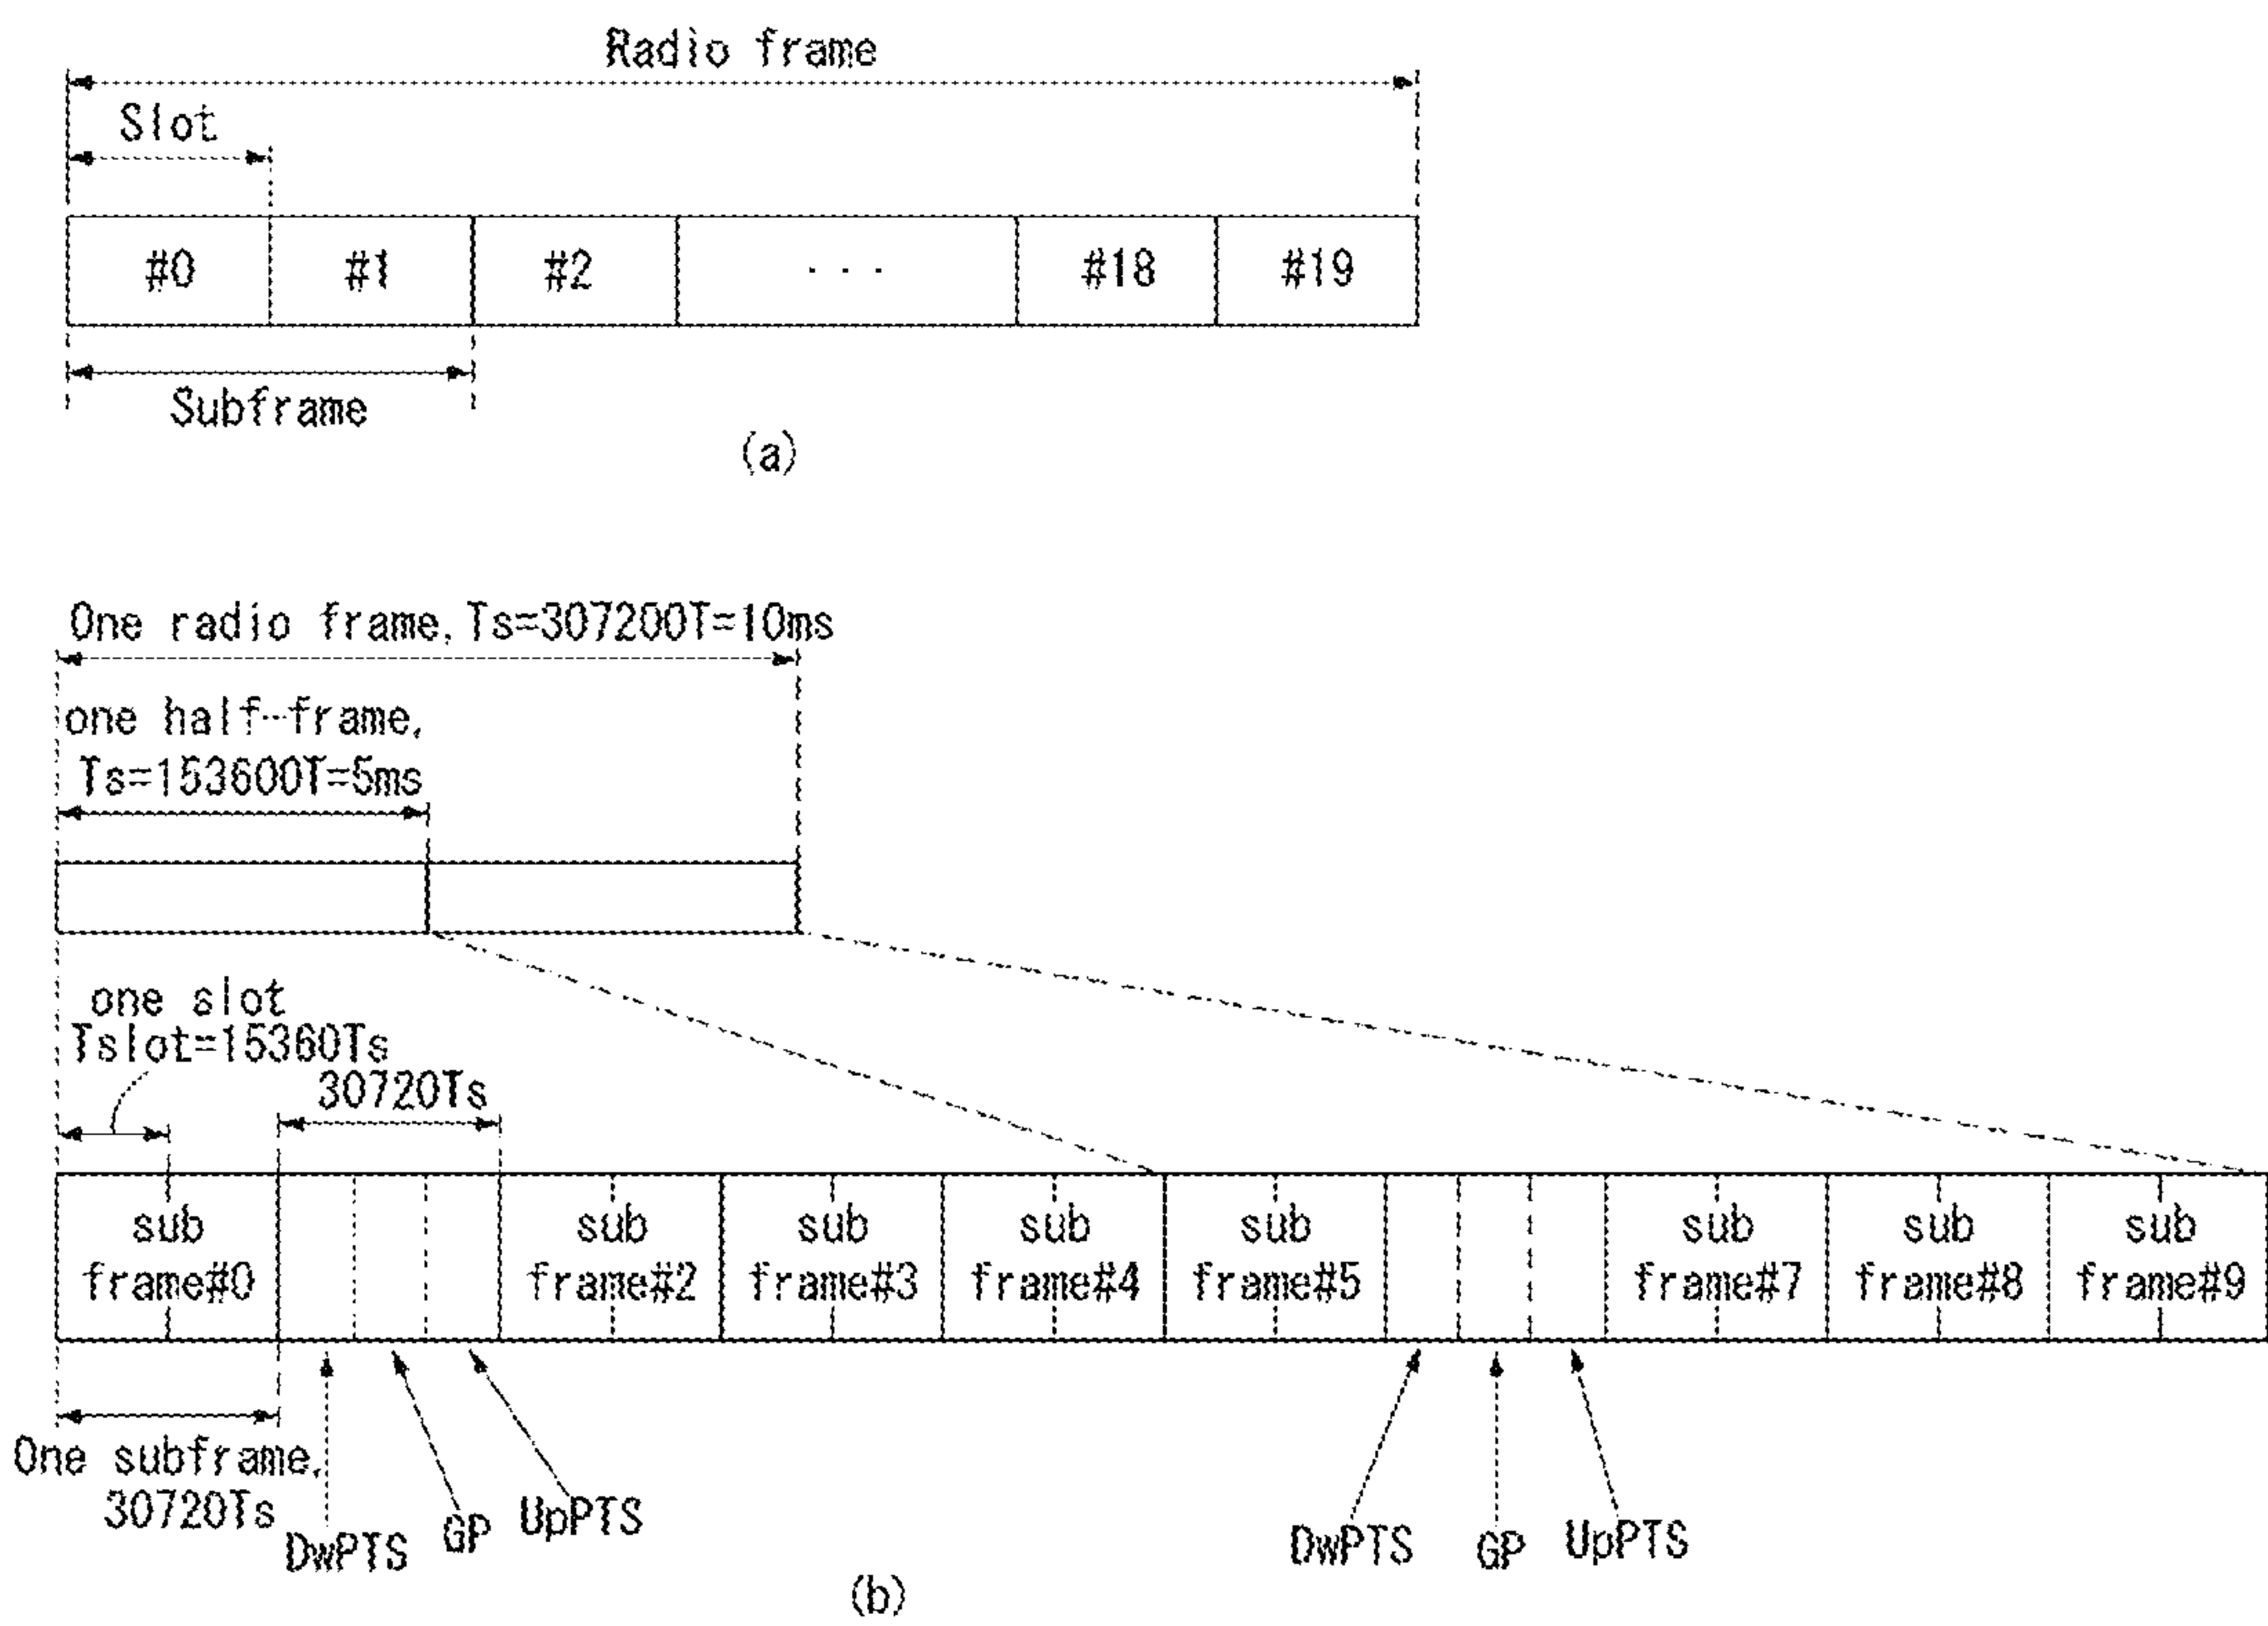 Radio frame
Slot
#0 #1 #2 . . . #18 #19
Subframe
(a)
One radio frame, Ts=307200T=10ms
one half-frame,
Ts=153600T=5ms
one slot
Tslot=15360Ts
30720Ts
sub sub sub sub sub sub sub sub
frame#0 frame#2 frame#3 frame#4 frame#5 frame#7 frame#8 frame#9
One subframe,
30720Ts
DwPTS GP UpPTS DwPTS GP UpPTS
(b)